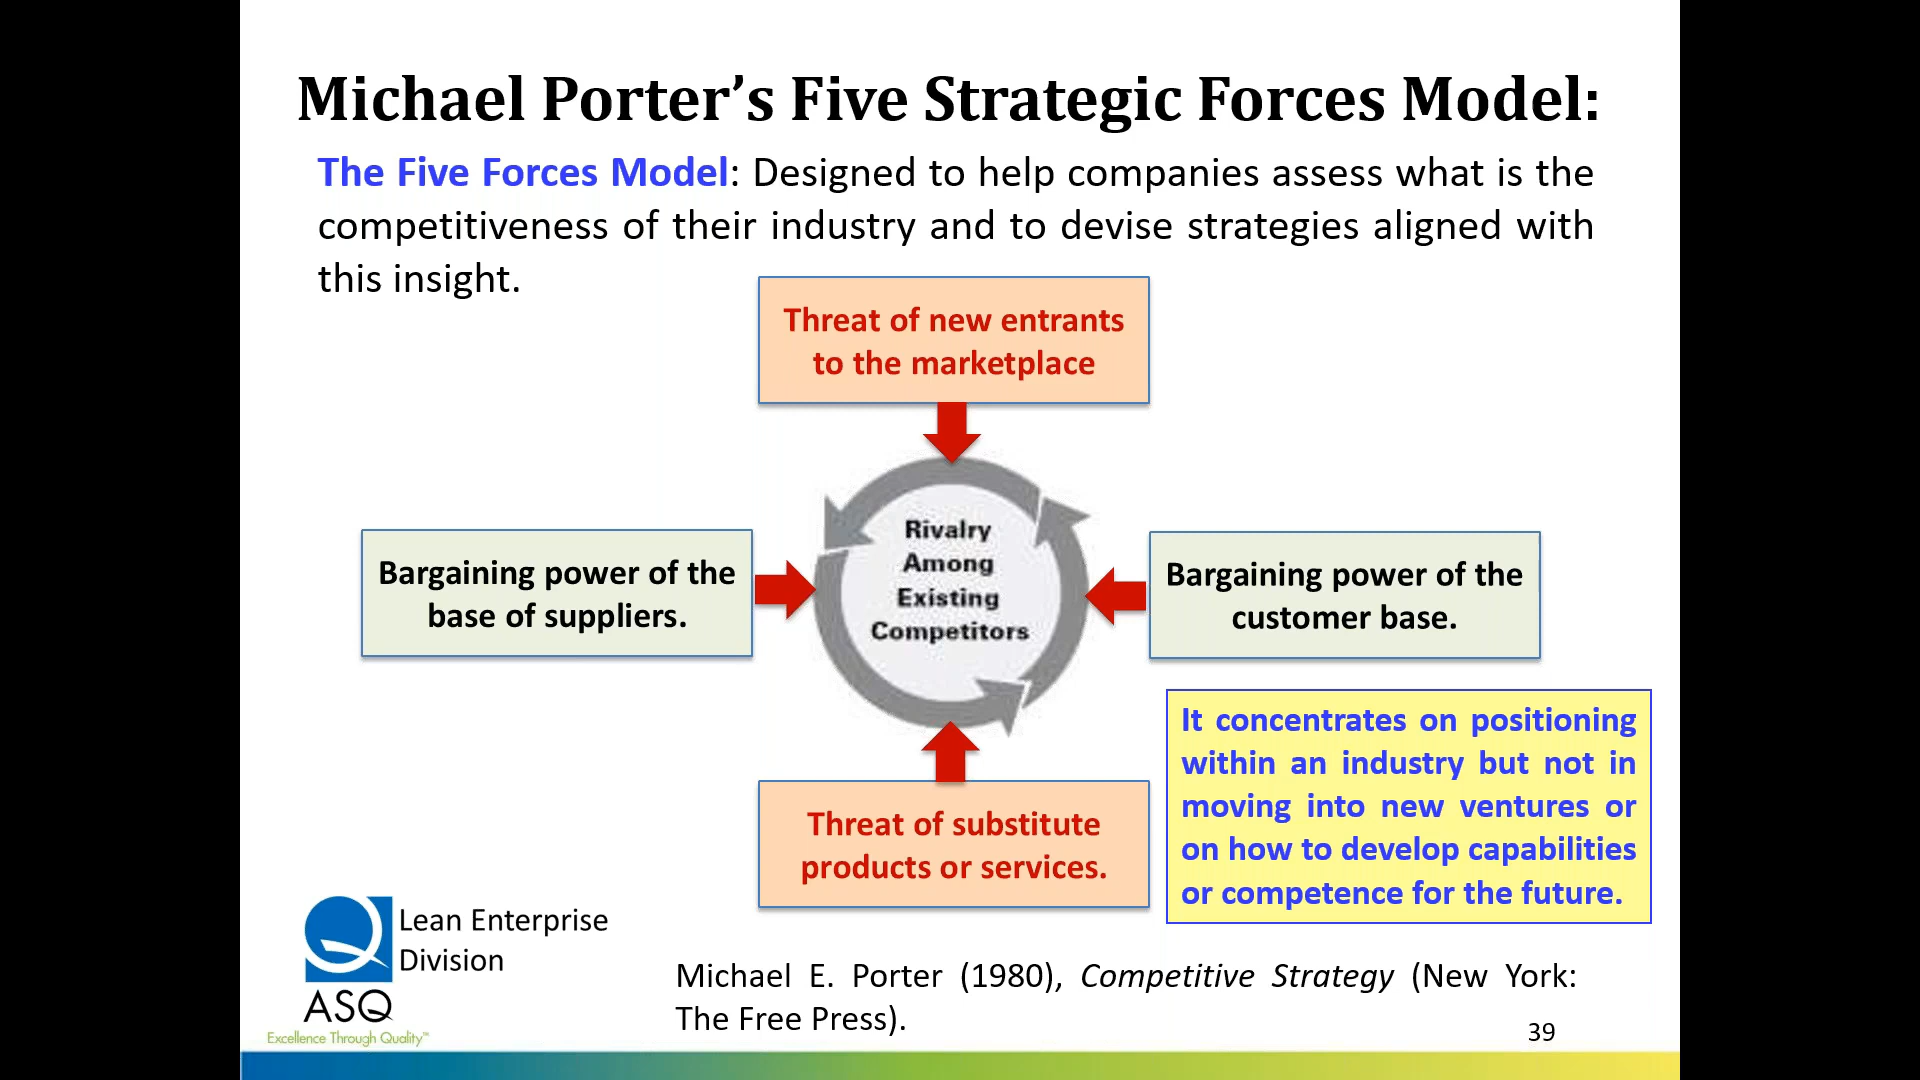 Michael Porter’s Five Strategic Forces Model:
The Five Forces Model: Designed to help companies assess what is the
competitiveness of their industry and to devise strategies aligned with
this insight.
Threat of new entrants
to the marketplace
Bargaining power of the
base of suppliers.
Rivalry
Among
Existing
Competitors
Bargaining power of the
customer base.
Threat of substitute
products or services.
It concentrates on positioning
within an industry but not in
moving into new ventures or
on how to develop capabilities
or competence for the future.
Lean Enterprise
Division
ASQ
Excellence Through Quality™
Michael E. Porter (1980), Competitive Strategy (New York:
The Free Press).
39